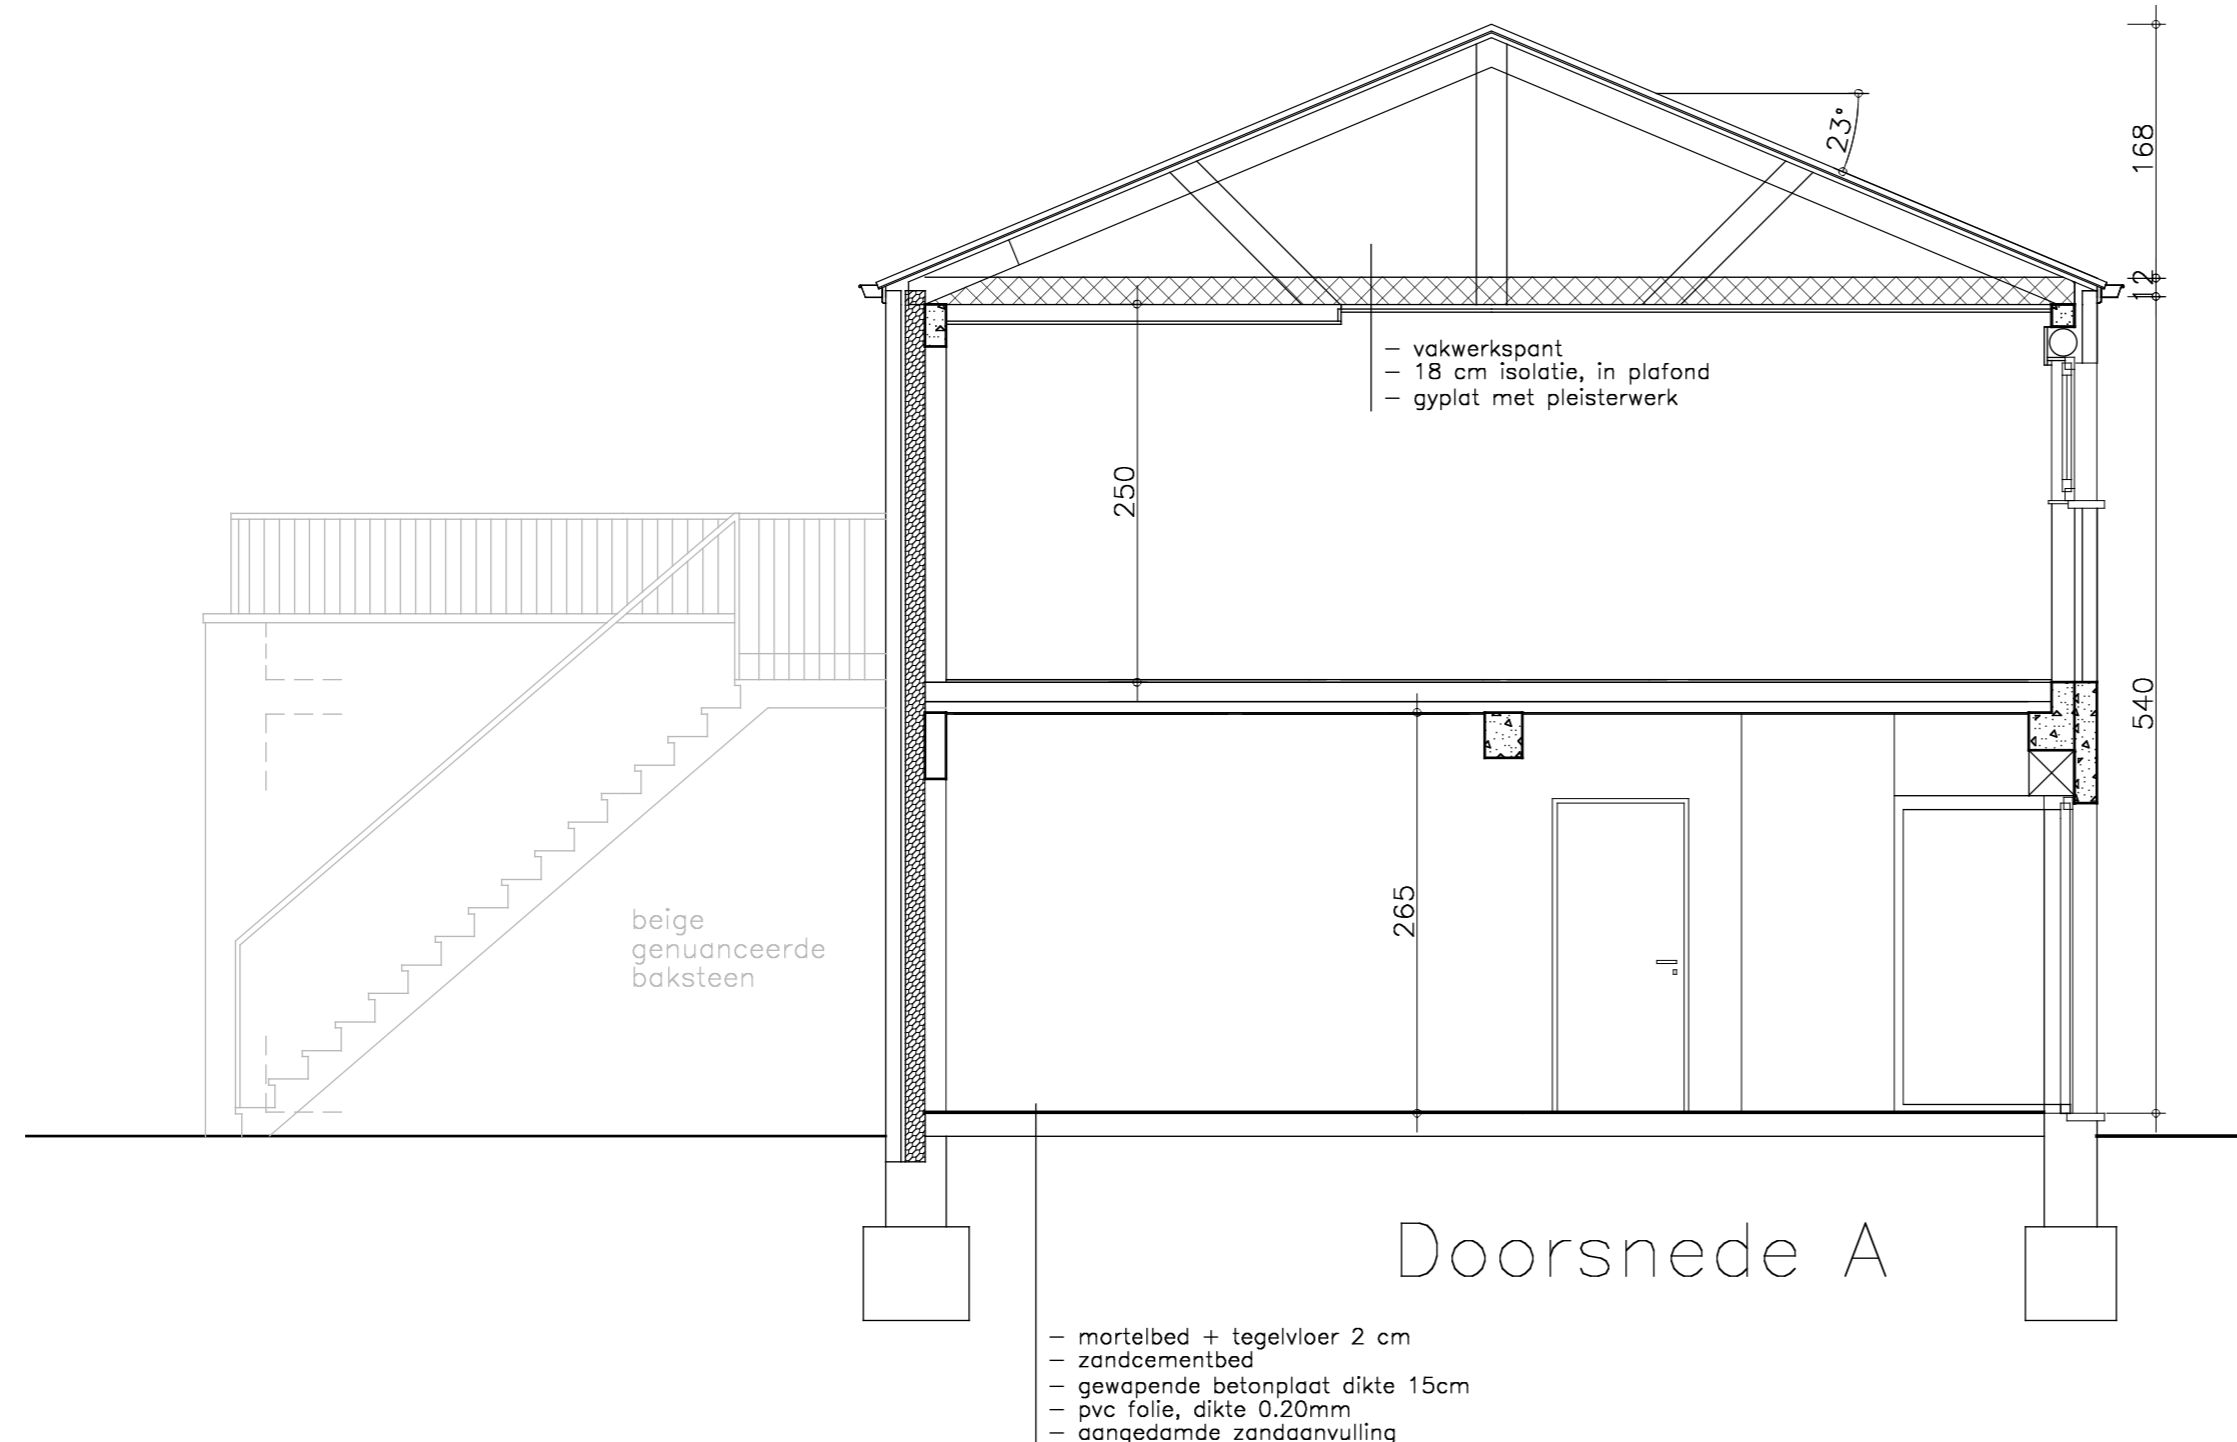 23°
168
12
— vakwerkspant
— 18 cm isolatie, in plafond
— gyplat met pleisterwerk
250
540
265
beige
genuanceerde
baksteen
Doorsnede A
— mortelbed + tegelvloer 2 cm
— zandcementbed
— gewapende betonplaat dikte 15cm
— pvc folie, dikte 0.20mm
— aangedamde zandaanvulling